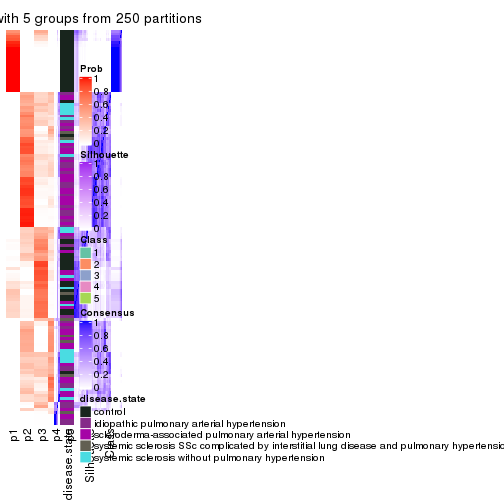 with 5 groups from 250 partitions
Prob
1
0.8
0.6
0.4
0.2
0
Silhouette
1
0.8
0.6
0.4
0.2
0
Class
1
2
3
4
5
Consensus
1
0.8
0.6
0.4
0.2
0
disease.state
control
idiopathic pulmonary arterial hypertension
scleroderma-associated pulmonary arterial hypertension
systemic sclerosis SSc complicated by interstitial lung disease and pulmonary hypertensio
systemic sclerosis without pulmonary hypertension
p1
p2
p3
p4
disease.state
Silh
Class